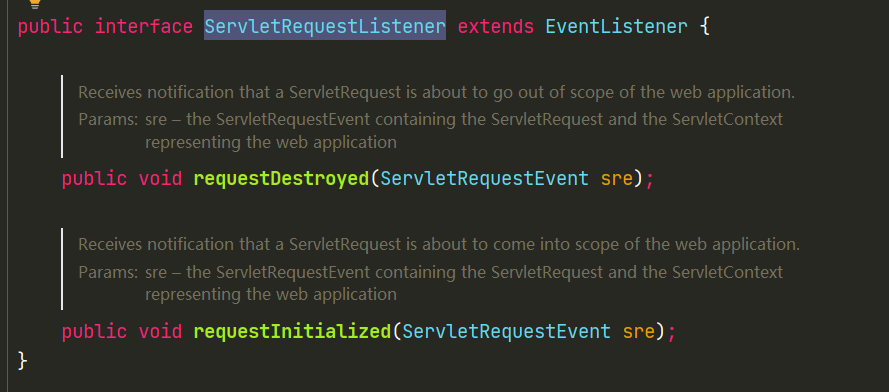 public interface ServletRequestListener extends EventListener {
Receives notification that a ServletRequest is about to go out of scope of the web application.
Params: sre – the ServletRequestEvent containing the ServletRequest and the ServletContext
representing the web application
public void requestDestroyed(ServletRequestEvent sre);
Receives notification that a ServletRequest is about to come into scope of the web application.
Params: sre – the ServletRequestEvent containing the ServletRequest and the ServletContext
representing the web application
public void requestInitialized(ServletRequestEvent sre);
}